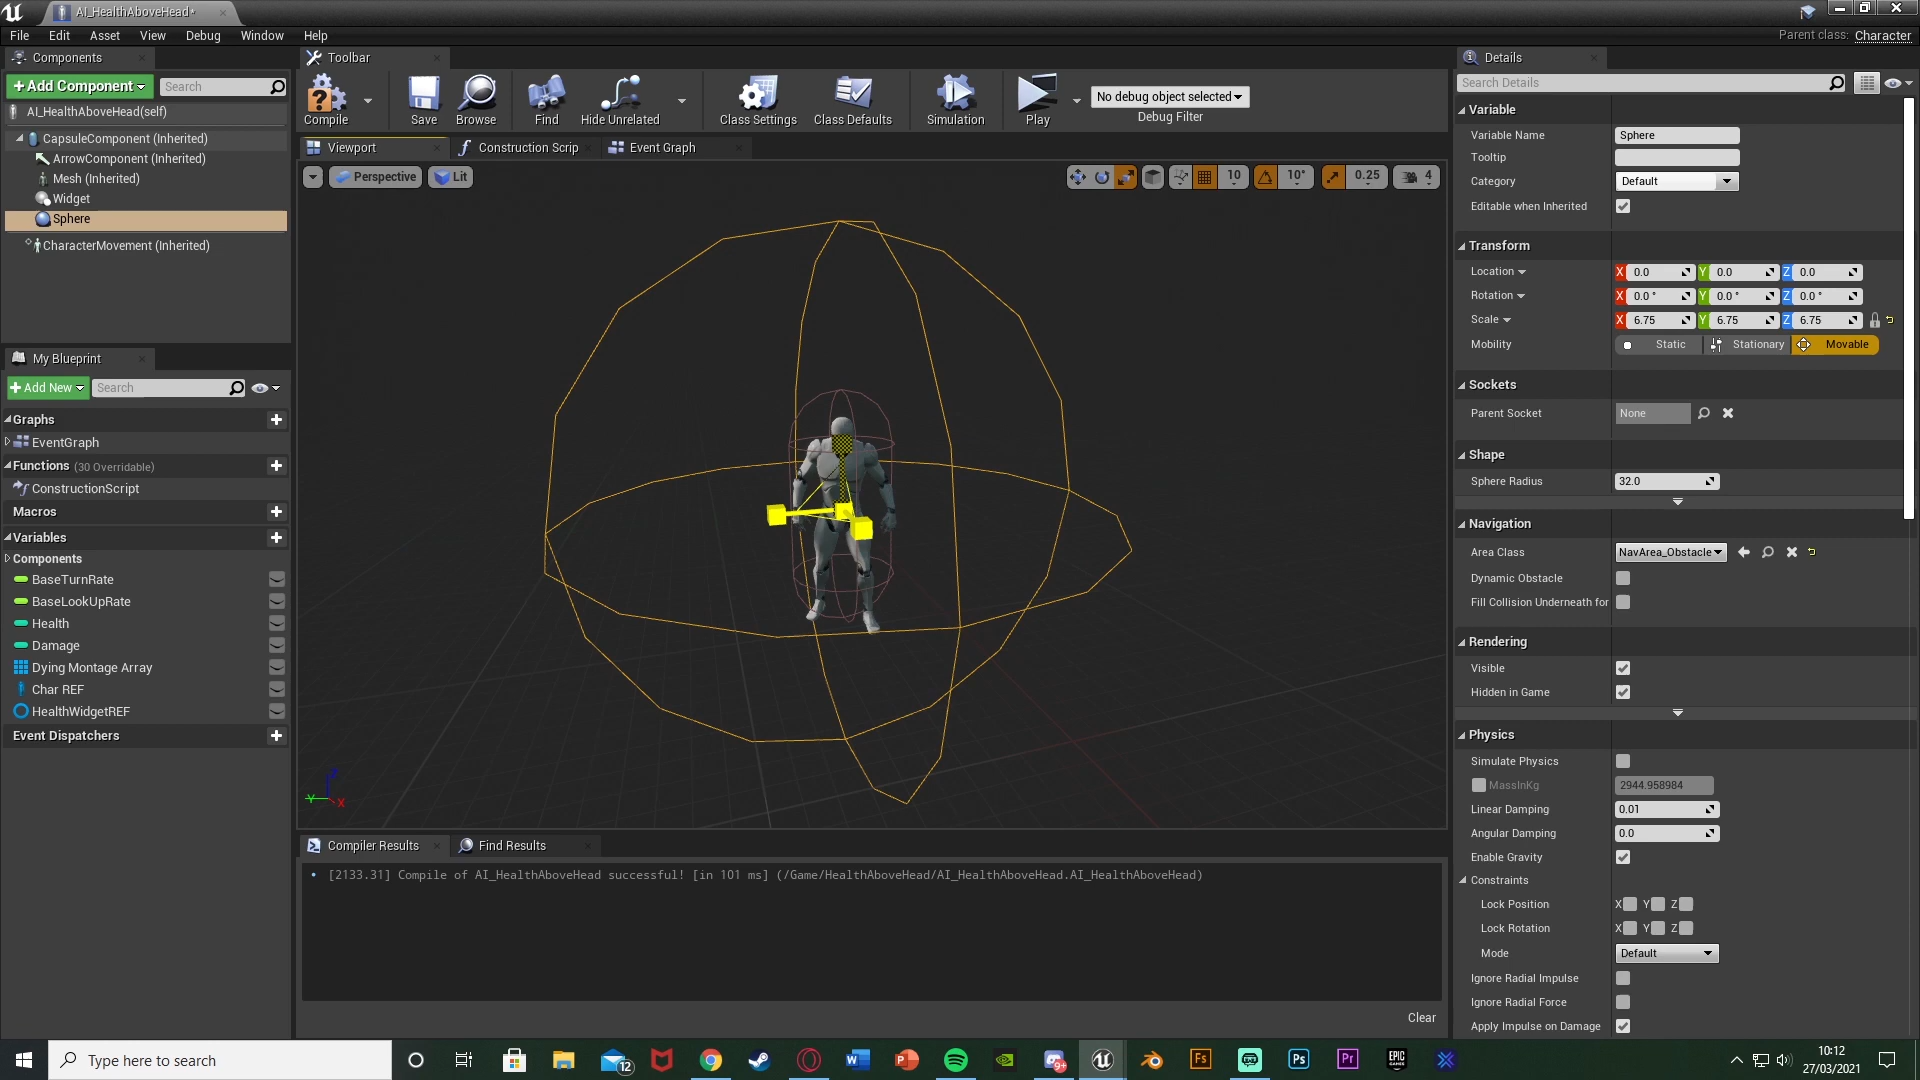 AI_HealthAboveHead*
File Edit Asset View Debug Window Help
Parent class: Character
Components
+ Add Component
Search
AI_HealthAboveHead(self)
CapsuleComponent (Inherited)
ArrowComponent (Inherited)
Mesh (Inherited)
Widget
Sphere
CharacterMovement (Inherited)
My Blueprint
+ Add New
Search
Graphs
EventGraph
Functions (30 Overridable)
ConstructionScript
Macros
Variables
Components
BaseTurnRate
BaseLookUpRate
Health
Damage
Dying Montage Array
Char REF
HealthWidgetREF
Event Dispatchers
Toolbar
Compile Save Browse Find Hide Unrelated Class Settings Class Defaults Simulation Play
No debug object selected
Debug Filter
Viewport Construction Scrip Event Graph
Perspective Lit
10 10° 0.25 4
Z
Y X
Compiler Results Find Results
• [2133.31] Compile of AI_HealthAboveHead successful! [in 101 ms] (/Game/HealthAboveHead/AI_HealthAboveHead.AI_HealthAboveHead)
Clear
Details
Search Details
Variable
Variable Name Sphere
Tooltip
Category Default
Editable when Inherited
Transform
Location X 0.0 Y 0.0 Z 0.0
Rotation X 0.0 ° Y 0.0 ° Z 0.0 °
Scale X 6.75 Y 6.75 Z 6.75
Mobility Static Stationary Movable
Sockets
Parent Socket None
Shape
Sphere Radius 32.0
Navigation
Area Class NavArea_Obstacle
Dynamic Obstacle
Fill Collision Underneath for
Rendering
Visible
Hidden in Game
Physics
Simulate Physics
MassInKg 2944.958984
Linear Damping 0.01
Angular Damping 0.0
Enable Gravity
Constraints
Lock Position X Y Z
Lock Rotation X Y Z
Mode Default
Ignore Radial Impulse
Ignore Radial Force
Apply Impulse on Damage
Type here to search
12
9+
Fs
Ps
Pr
EPIC GAMES
10:12
27/03/2021